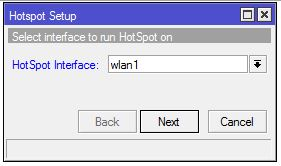 Hotspot Setup
Select interface to run HotSpot on
HotSpot Interface: wlan1
Back Next Cancel